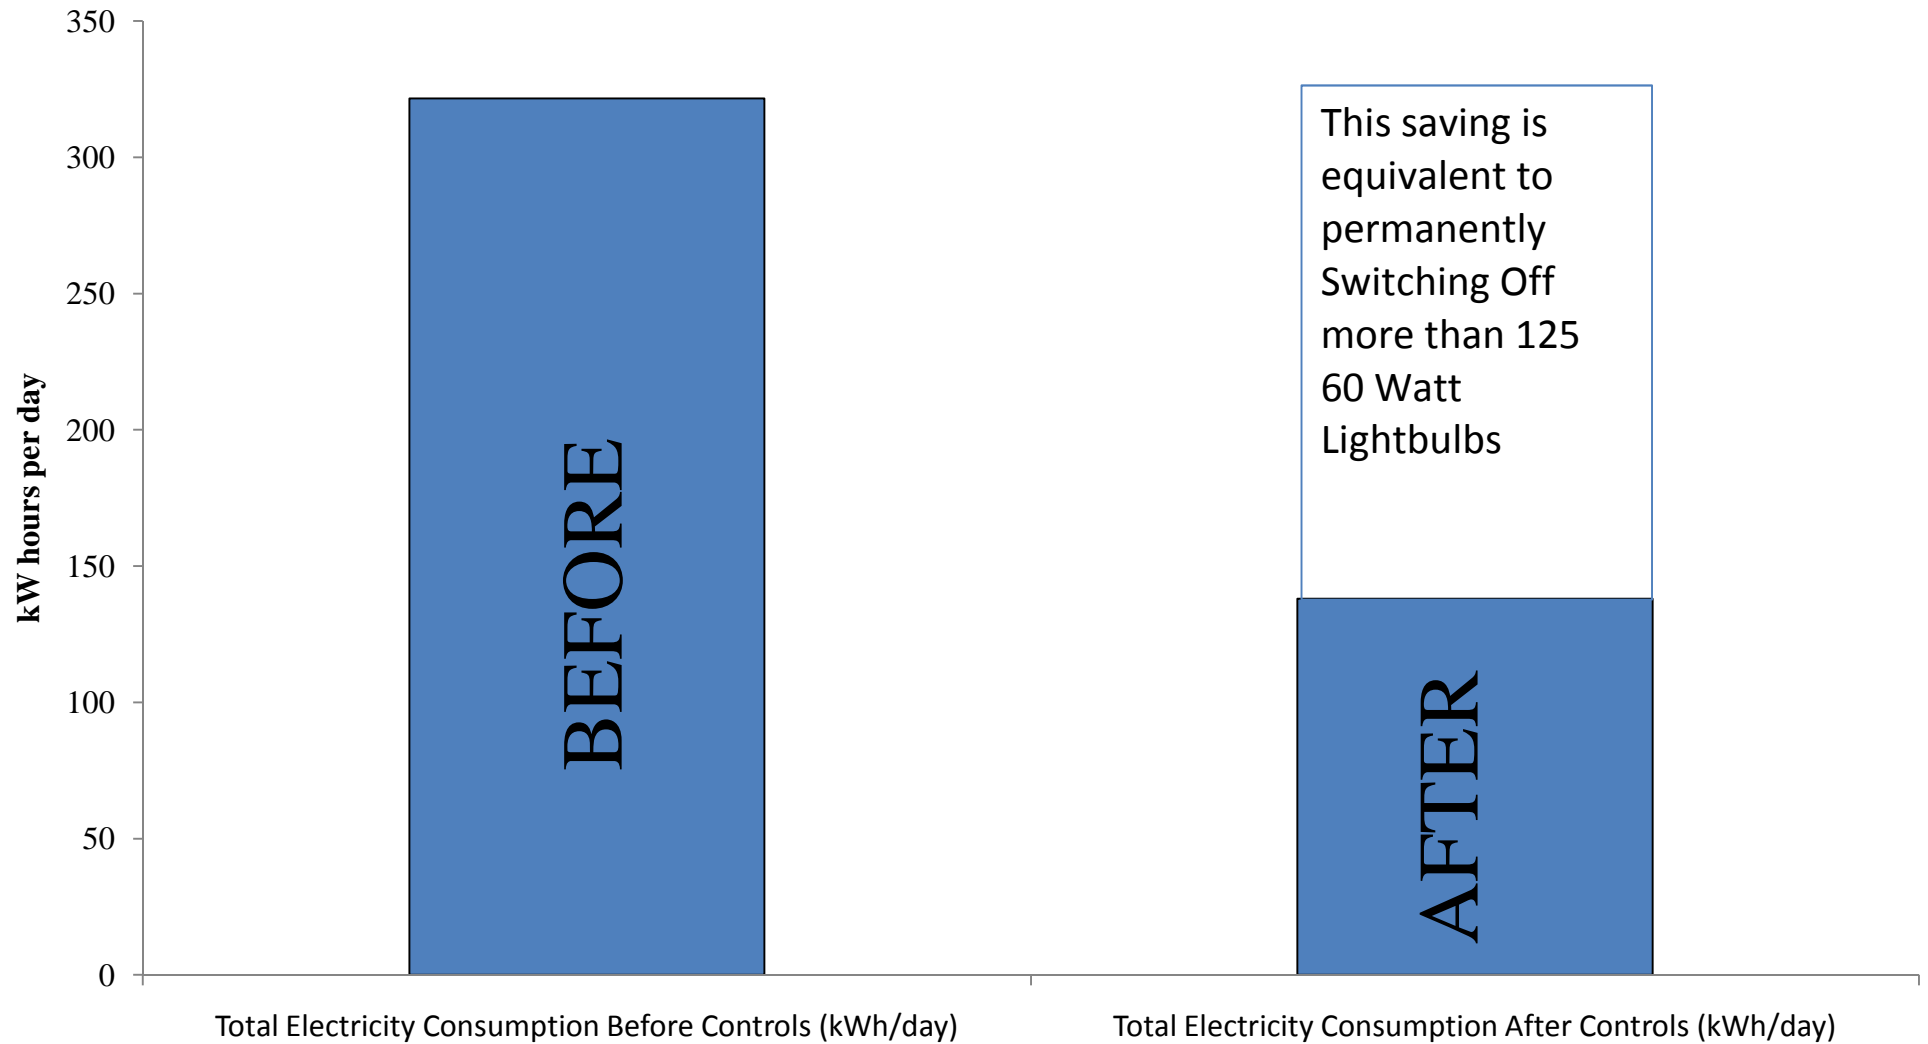 350
300
250
200
150
100
50
0
kW hours per day
BEFORE
This saving is
equivalent to
permanently
Switching Off
more than 125
60 Watt
Lightbulbs
AFTER
Total Electricity Consumption Before Controls (kWh/day)
Total Electricity Consumption After Controls (kWh/day)